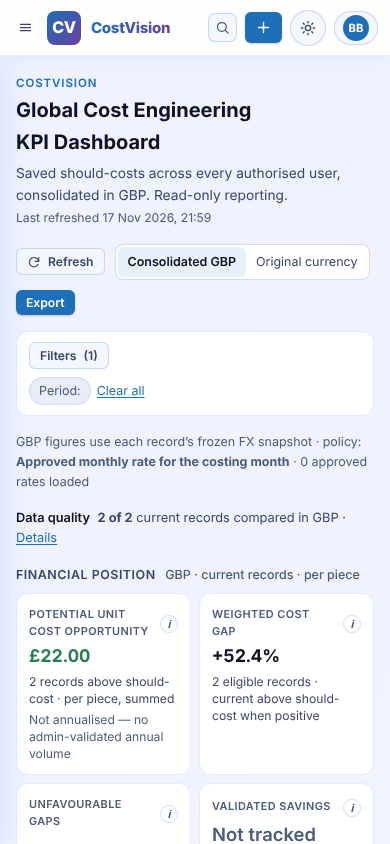 CV CostVision BB
COSTVISION
Global Cost Engineering
KPI Dashboard
Saved should-costs across every authorised user,
consolidated in GBP. Read-only reporting.
Last refreshed 17 Nov 2026, 21:59
Refresh Consolidated GBP Original currency
Export
Filters (1)
Period: Clear all
GBP figures use each record’s frozen FX snapshot · policy:
Approved monthly rate for the costing month · 0 approved
rates loaded
Data quality 2 of 2 current records compared in GBP ·
Details
FINANCIAL POSITION GBP · current records · per piece
POTENTIAL UNIT
COST OPPORTUNITY i
£22.00
2 records above should-
cost · per piece, summed
Not annualised — no
admin-validated annual
volume
WEIGHTED COST
GAP i
+52.4%
2 eligible records ·
current above should-
cost when positive
UNFAVOURABLE
GAPS i
VALIDATED SAVINGS i
Not tracked